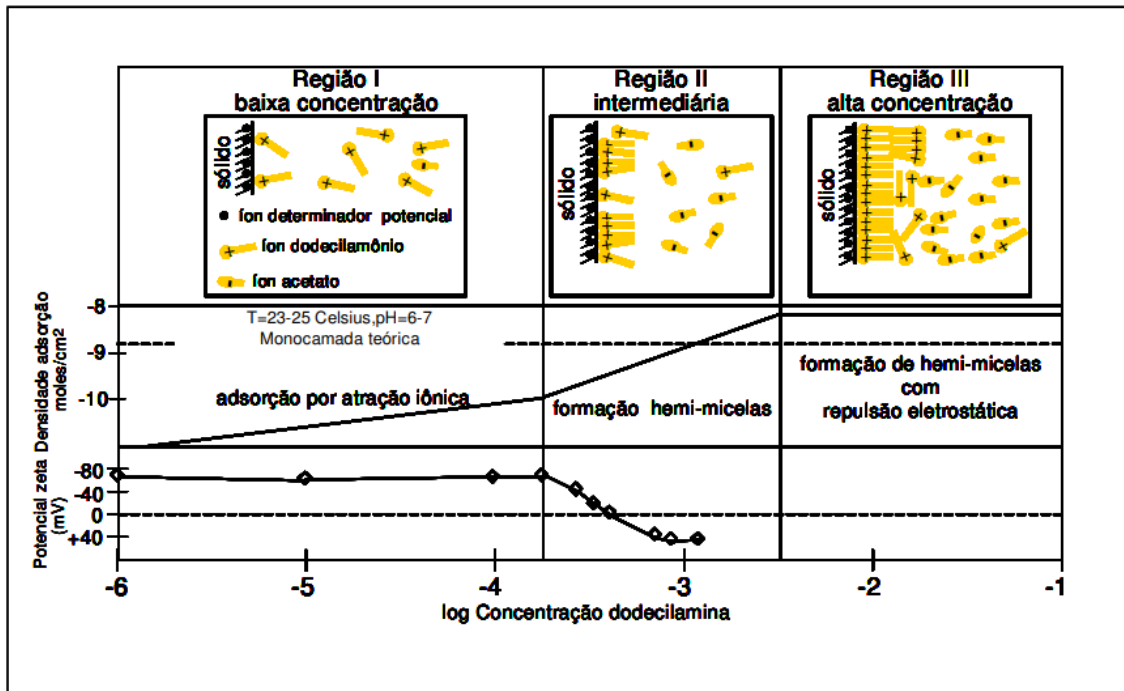 Região I
baixa concentração
Região II
intermediária
Região III
alta concentração
sólido
íon determinador potencial
íon dodecilamônio
íon acetato
sólido
sólido
Densidade adsorção
moles/cm2
-8
-9
-10
T=23-25 Celsius,pH=6-7
Monocamada teórica
adsorção por atração iônica
formação hemi-micelas
formação de hemi-micelas
com
repulsão eletrostática
Potencial zeta
(mV)
-80
-40
0
+40
-6
-5
-4
-3
-2
-1
log Concentração dodecilamina